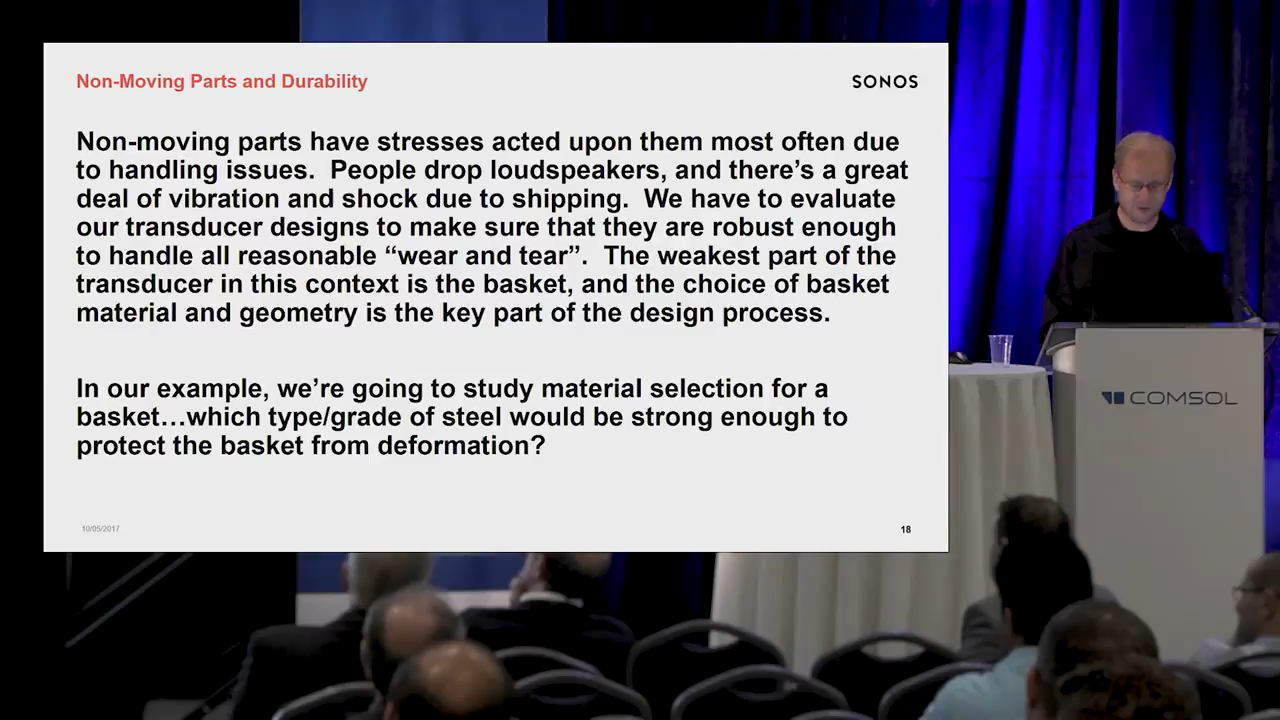 Non-Moving Parts and Durability
SONOS
Non-moving parts have stresses acted upon them most often due
to handling issues.  People drop loudspeakers, and there’s a great
deal of vibration and shock due to shipping.  We have to evaluate
our transducer designs to make sure that they are robust enough
to handle all reasonable “wear and tear”.  The weakest part of the
transducer in this context is the basket, and the choice of basket
material and geometry is the key part of the design process.
In our example, we’re going to study material selection for a
basket…which type/grade of steel would be strong enough to
protect the basket from deformation?
10/05/2017
18
COMSOL